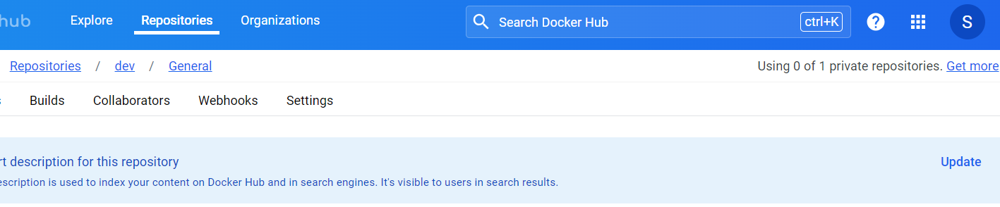 hub Explore Repositories Organizations Search Docker Hub ctrl+K ? S
Repositories / dev / General Using 0 of 1 private repositories. Get more
Builds Collaborators Webhooks Settings
description for this repository Update
is used to index your content on Docker Hub and in search engines. It's visible to users in search results.